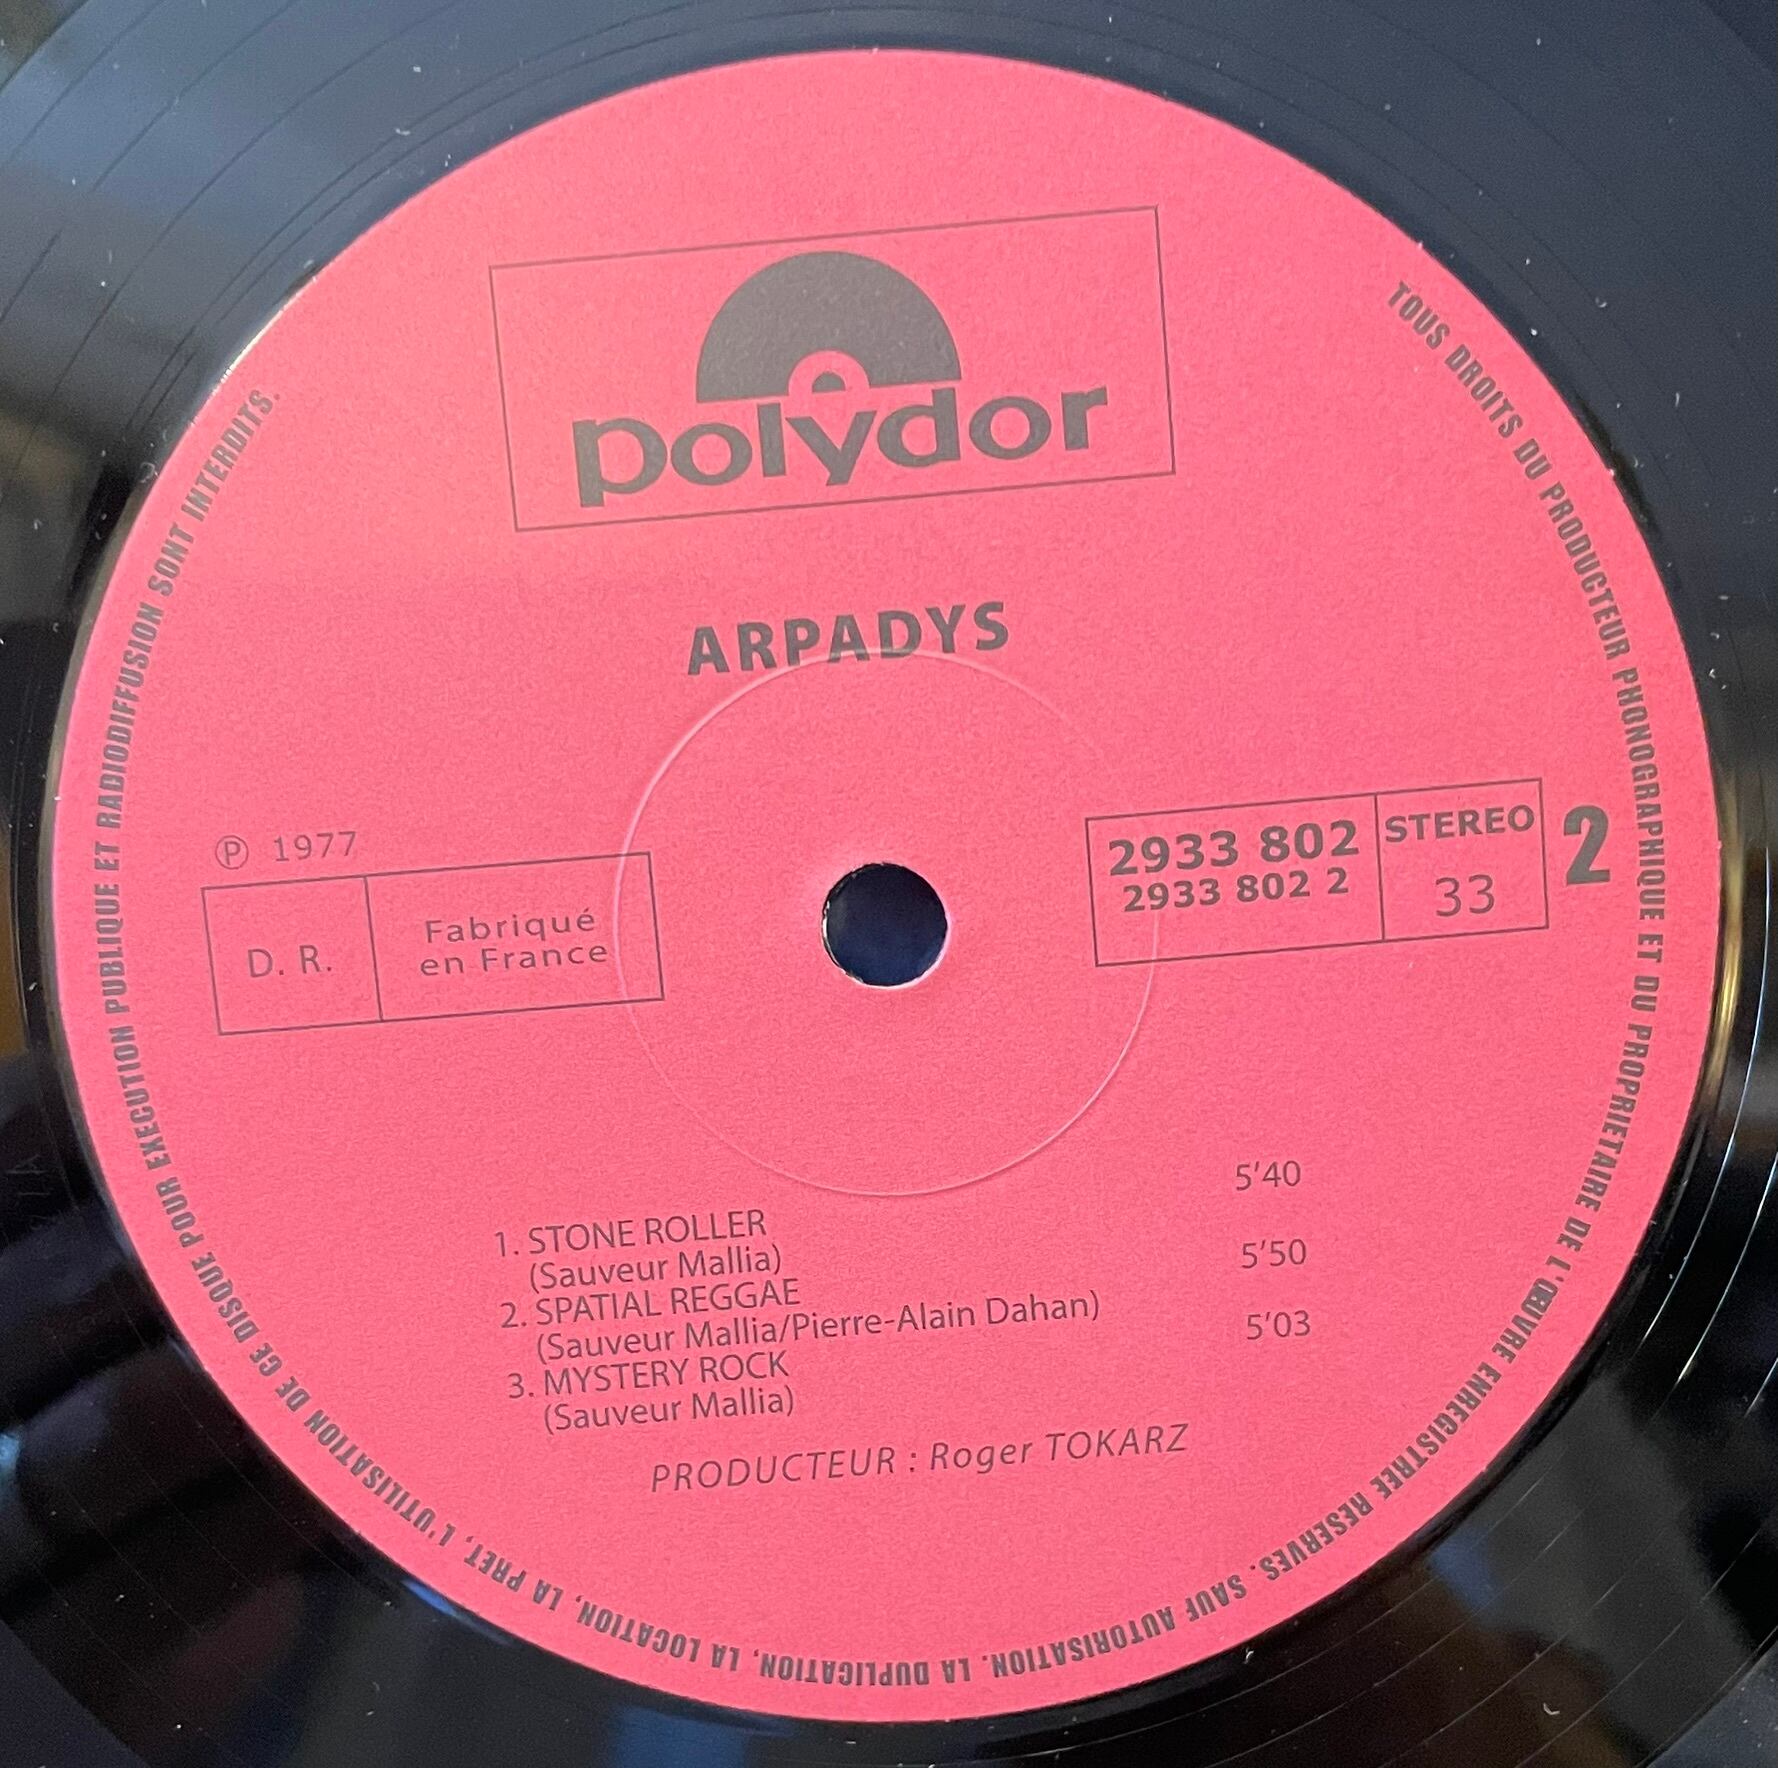 polydor
ARPADYS
℗ 1977
D. R.
Fabriqué
en France
2933 802
2933 802 2
STEREO
33
2
1. STONE ROLLER 5'40
(Sauveur Mallia)
2. SPATIAL REGGAE 5'50
(Sauveur Mallia/Pierre-Alain Dahan)
3. MYSTERY ROCK 5'03
(Sauveur Mallia)
PRODUCTEUR : Roger TOKARZ
TOUS DROITS DU PRODUCTEUR PHONOGRAPHIQUE ET DU PROPRIETAIRE DE L'ŒUVRE ENREGISTREE RESERVES. SAUF AUTORISATION. LA DUPLICATION, LA LOCATION, LA PRET, L'UTILISATION DE CE DISQUE POUR EXECUTION PUBLIQUE ET RADIODIFFUSION SONT INTERDITS.